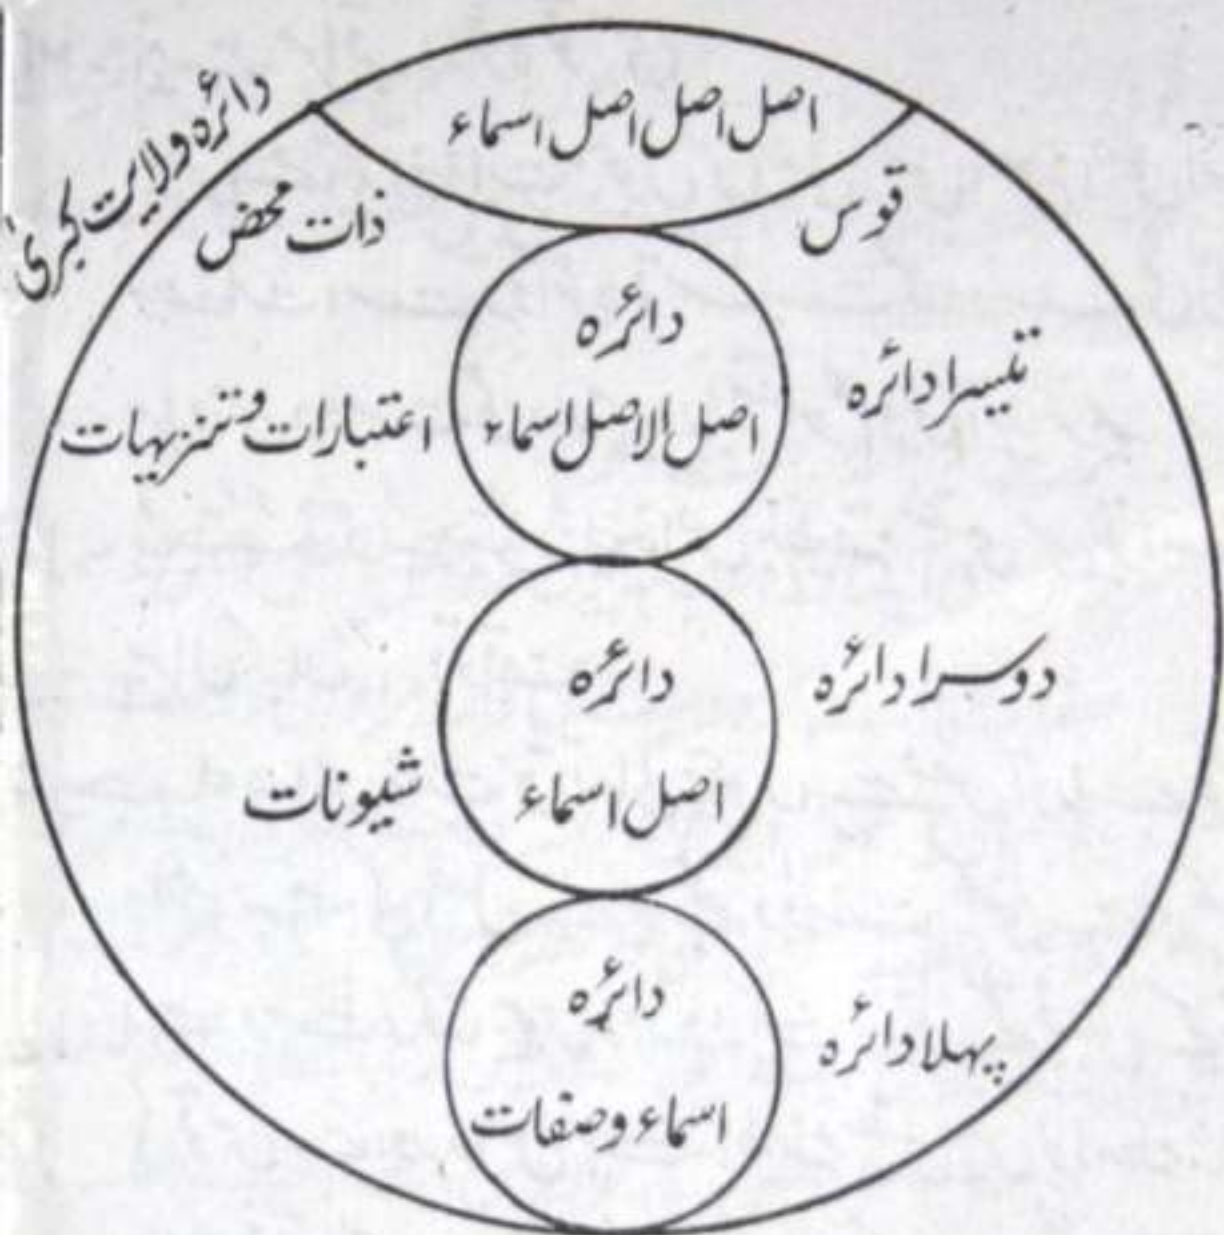 دائرہ ولایت کبریٰ
اصل اصل اصل اسماء
قوس
ذات محض
دائرہ
اصل الاصل اسماء
تیسرا دائرہ
اعتبارات و تنزیہات
دائرہ
اصل اسماء
دوسرا دائرہ
شیونات
دائرہ
اسماء و صفات
پہلا دائرہ